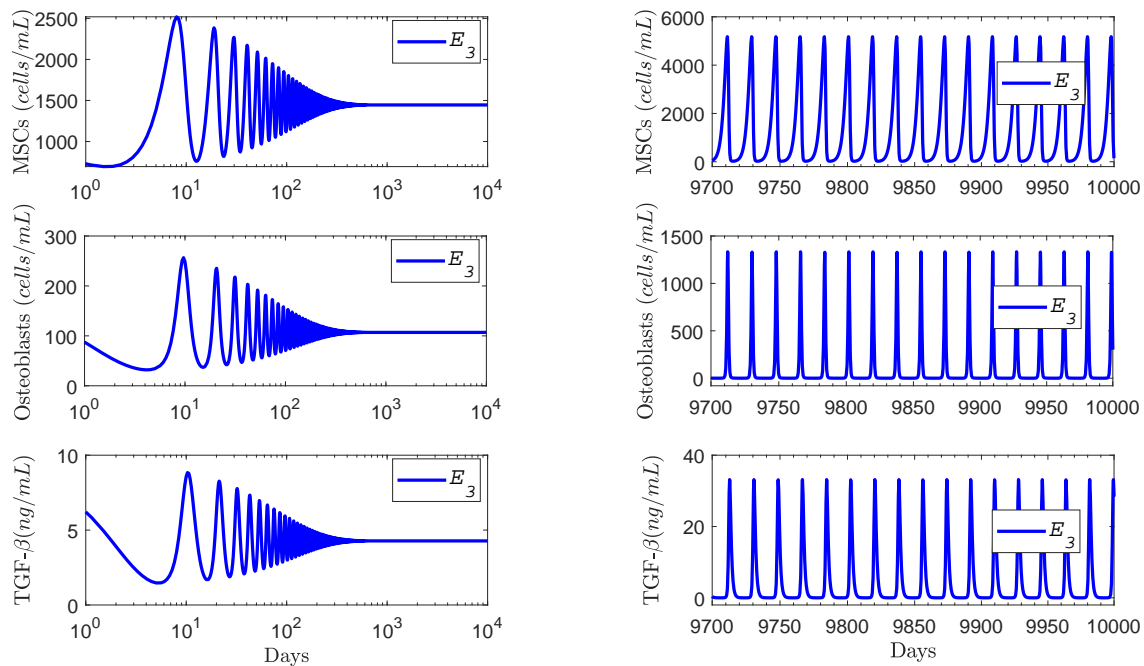 MSCs (cells/mL)
2500
2000
1500
1000
E3
10^0 10^1 10^2 10^3 10^4
Osteoblasts (cells/mL)
300
200
100
0
E3
10^0 10^1 10^2 10^3 10^4
TGF-β(ng/mL)
10
5
0
E3
10^0 10^1 10^2 10^3 10^4
Days
MSCs (cells/mL)
6000
4000
2000
0
E3
9700 9750 9800 9850 9900 9950 10000
Osteoblasts (cells/mL)
1500
1000
500
0
E3
9700 9750 9800 9850 9900 9950 10000
TGF-β(ng/mL)
40
20
0
E3
9700 9750 9800 9850 9900 9950 10000
Days